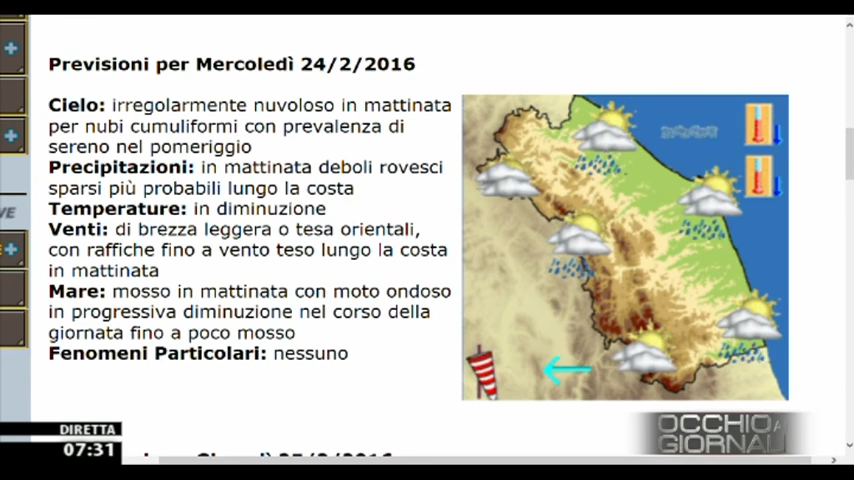 Previsioni per Mercoledì 24/2/2016
Cielo: irregolarmente nuvoloso in mattinata
per nubi cumuliformi con prevalenza di
sereno nel pomeriggio
Precipitazioni: in mattinata deboli rovesci
sparsi più probabili lungo la costa
Temperature: in diminuzione
Venti: di brezza leggera o tesa orientali,
con raffiche fino a vento teso lungo la costa
in mattinata
Mare: mosso in mattinata con moto ondoso
in progressiva diminuzione nel corso della
giornata fino a poco mosso
Fenomeni Particolari: nessuno
DIRETTA
07:31
OCCHIO AI
GIORNALI